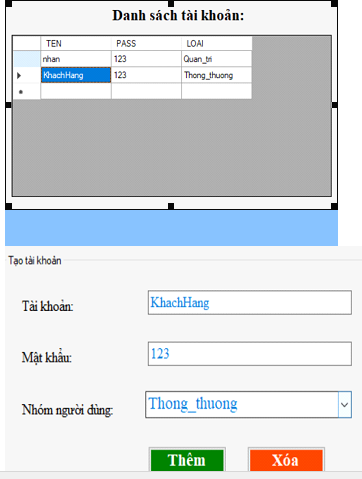 Danh sách tài khoản:
TEN PASS LOAI
nhan 123 Quan_tri
KhachHang 123 Thong_thuong
Tạo tài khoản
Tài khoản: KhachHang
Mật khẩu: 123
Nhóm người dùng: Thong_thuong
Thêm Xóa